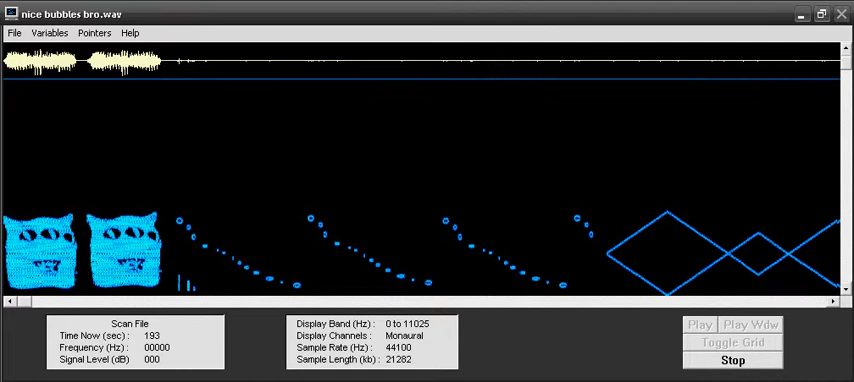 nice bubbles bro.wav
File Variables Pointers Help
Scan File
Time Now (sec): 193
Frequency (Hz): 00000
Signal Level (dB) 000
Display Band (Hz) : 0 to 11025
Display Channels : Monaural
Sample Rate (Hz) : 44100
Sample Length (kb) : 21282
Play Play Wdw
Toggle Grid
Stop